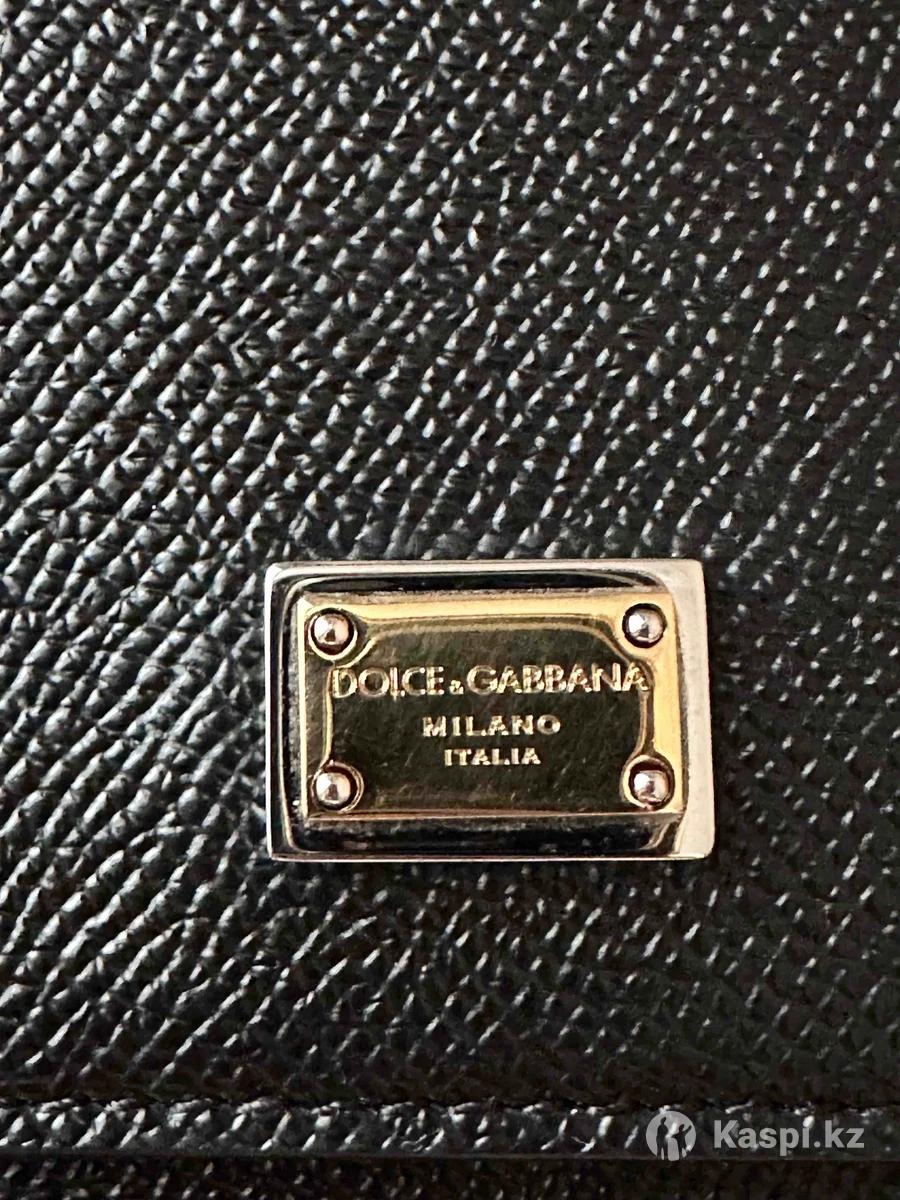 DOLCE & GABBANA
MILANO
ITALIA
Kaspi.kz